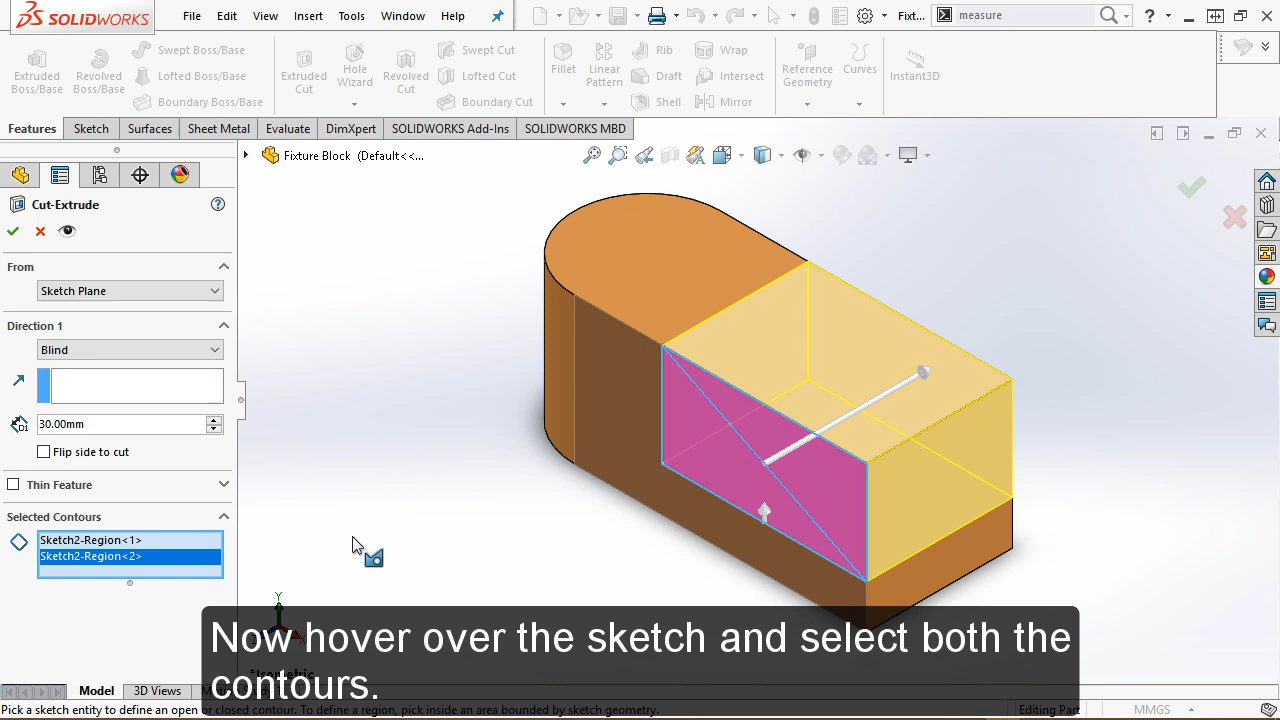 SOLIDWORKS File Edit View Insert Tools Window Help Fixt... measure
Extruded Boss/Base
Revolved Boss/Base
Swept Boss/Base
Lofted Boss/Base
Boundary Boss/Base
Extruded Cut
Hole Wizard
Revolved Cut
Swept Cut
Lofted Cut
Boundary Cut
Fillet
Linear Pattern
Rib
Draft
Shell
Wrap
Intersect
Mirror
Reference Geometry
Curves
Instant3D
Features Sketch Surfaces Sheet Metal Evaluate DimXpert SOLIDWORKS Add-Ins SOLIDWORKS MBD
Fixture Block (Default<<...
Cut-Extrude
From
Sketch Plane
Direction 1
Blind
30.00mm
Flip side to cut
Thin Feature
Selected Contours
Sketch2-Region<1>
Sketch2-Region<2>
Y
Now hover over the sketch and select both the
contours.
*Isometric
Model 3D Views
Pick a sketch entity to define an open or closed contour. To define a region, pick inside an area bounded by sketch geometry. Editing Part MMGS